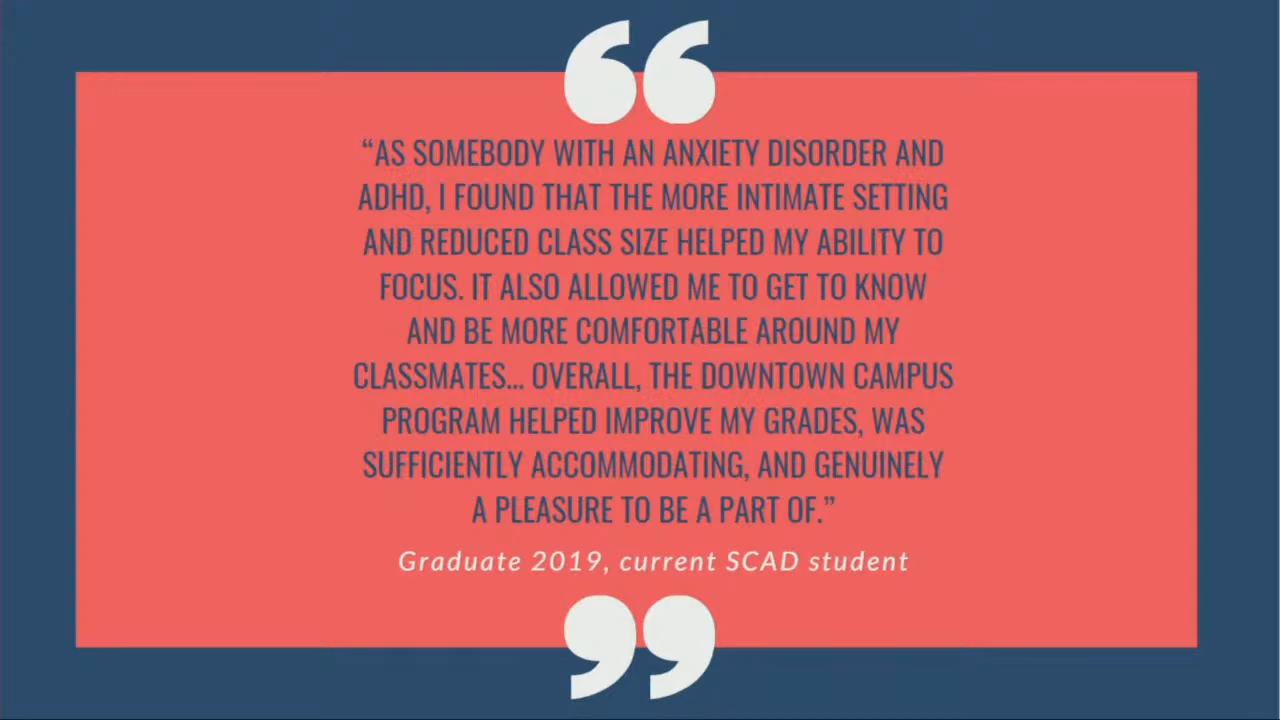 “AS SOMEBODY WITH AN ANXIETY DISORDER AND
ADHD, I FOUND THAT THE MORE INTIMATE SETTING
AND REDUCED CLASS SIZE HELPED MY ABILITY TO
FOCUS. IT ALSO ALLOWED ME TO GET TO KNOW
AND BE MORE COMFORTABLE AROUND MY
CLASSMATES... OVERALL, THE DOWNTOWN CAMPUS
PROGRAM HELPED IMPROVE MY GRADES, WAS
SUFFICIENTLY ACCOMMODATING, AND GENUINELY
A PLEASURE TO BE A PART OF.”
Graduate 2019, current SCAD student